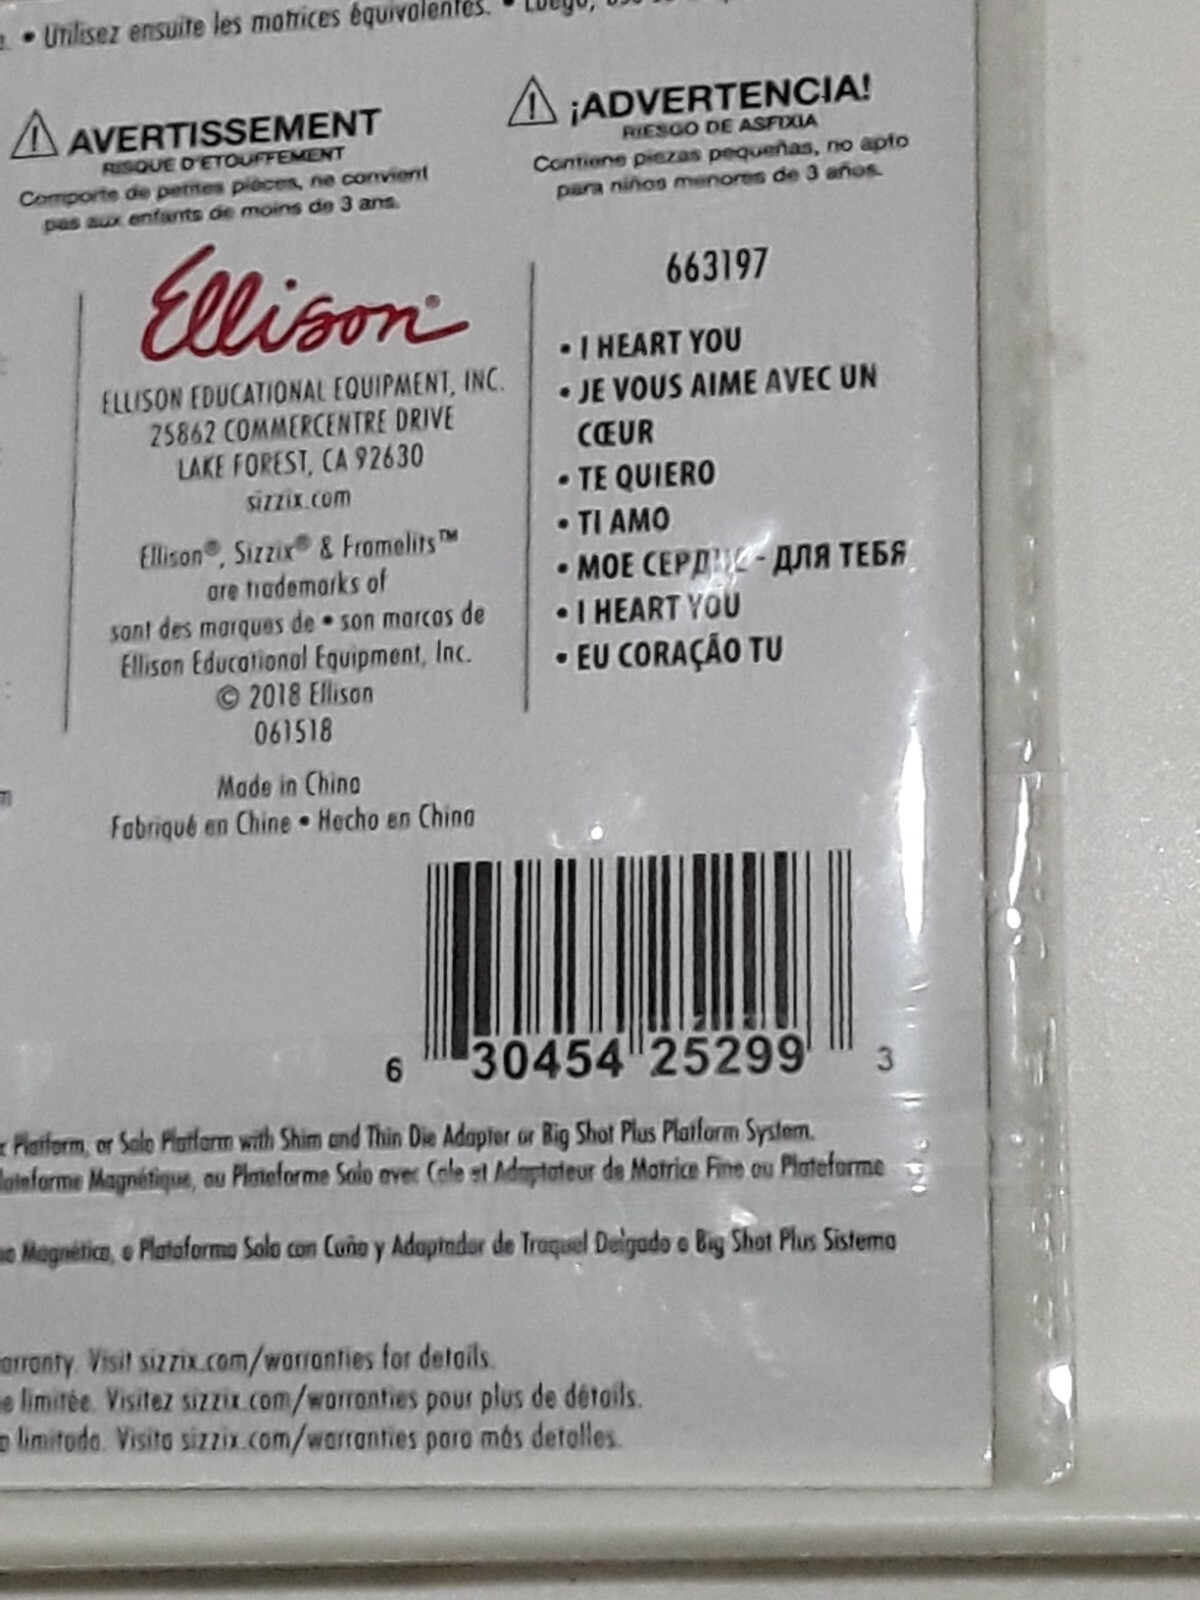 • Utilisez ensuite les matrices équivalentes. • Luego,
AVERTISSEMENT
RISQUE D'ETOUFFEMENT
Comporte de petites pièces, ne convient
pas aux enfants de moins de 3 ans.
¡ADVERTENCIA!
RIESGO DE ASFIXIA
Contiene piezas pequeñas, no apto
para niños menores de 3 años.
Ellison®
ELLISON EDUCATIONAL EQUIPMENT, INC.
25862 COMMERCENTRE DRIVE
LAKE FOREST, CA 92630
sizzix.com
Ellison®, Sizzix® & Framelits™
are trademarks of
sont des marques de • son marcas de
Ellison Educational Equipment, Inc.
© 2018 Ellison
061518
Made in China
Fabriqué en Chine • Hecho en China
663197
• I HEART YOU
• JE VOUS AIME AVEC UN
CŒUR
• TE QUIERO
• TI AMO
• МОЕ СЕРДЦЕ - ДЛЯ ТЕБЯ
• I HEART YOU
• EU CORAÇÃO TU
6 30454 25299 3
Platform, or Solo Platform with Shim and Thin Die Adapter or Big Shot Plus Platform System.
Magnétique, ou Plateforme Solo avec Cale et Adaptateur de Matrice Fine ou Plateforme
Magnético, o Plataforma Solo con Cuña y Adaptador de Troquel Delgado o Big Shot Plus Sistema
Visit sizzix.com/warranties for details.
limitée. Visitez sizzix.com/warranties pour plus de détails.
limitada. Visita sizzix.com/warranties para más detalles.